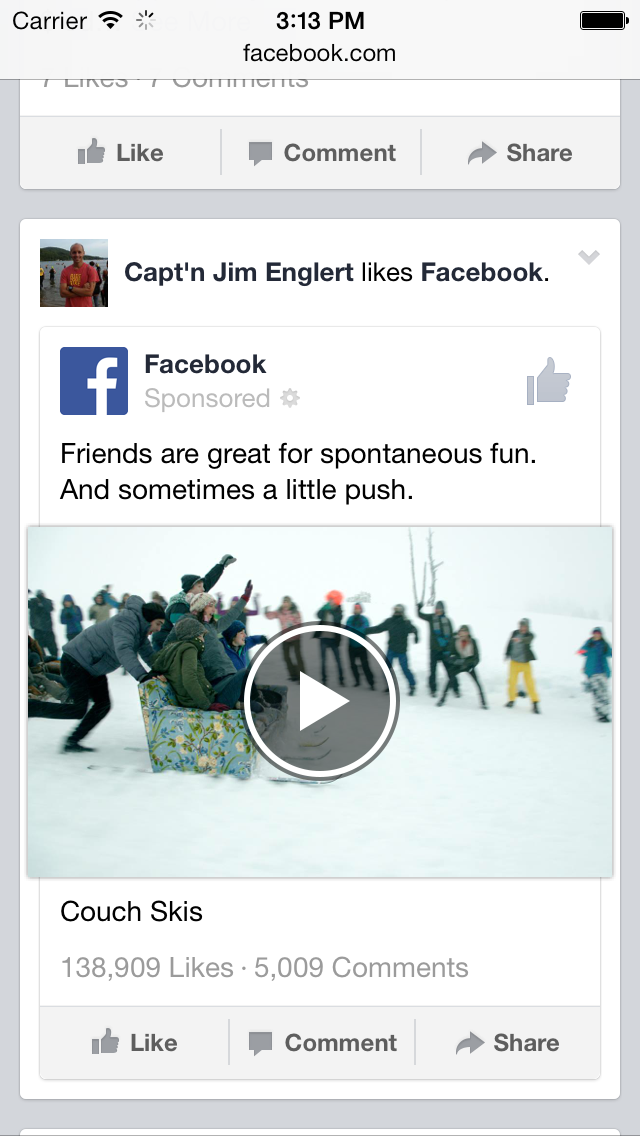 Carrier 3:13 PM
facebook.com
7 Likes · 7 Comments
Like Comment Share
Capt'n Jim Englert likes Facebook.
Facebook
Sponsored
Friends are great for spontaneous fun.
And sometimes a little push.
Couch Skis
138,909 Likes · 5,009 Comments
Like Comment Share